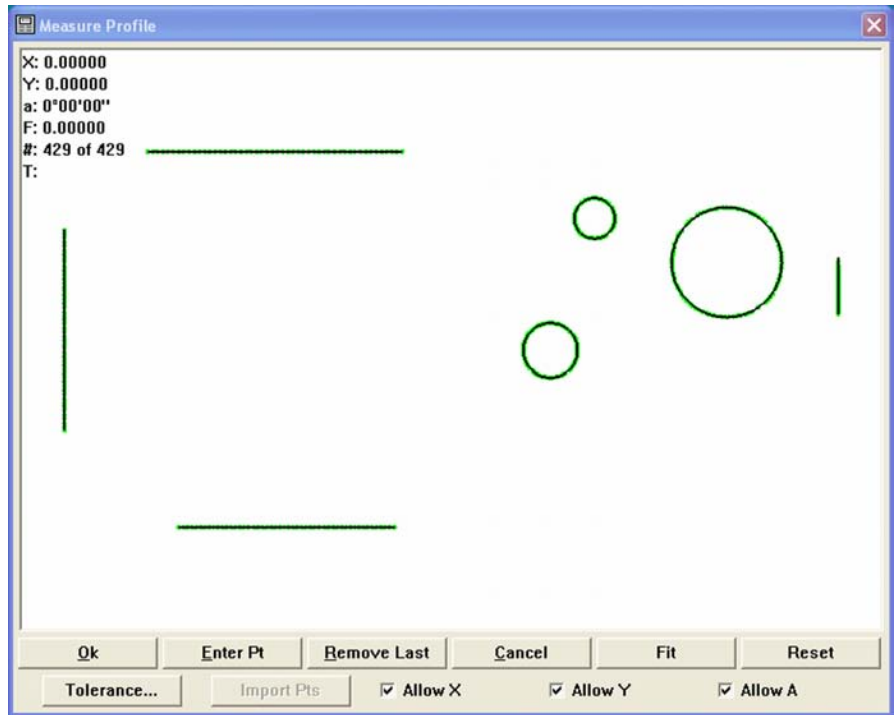 Measure Profile
X: 0.00000
Y: 0.00000
a: 0°00'00"
F: 0.00000
#: 429 of 429
T:
Ok Enter Pt Remove Last Cancel Fit Reset
Tolerance... Import Pts Allow X Allow Y Allow A